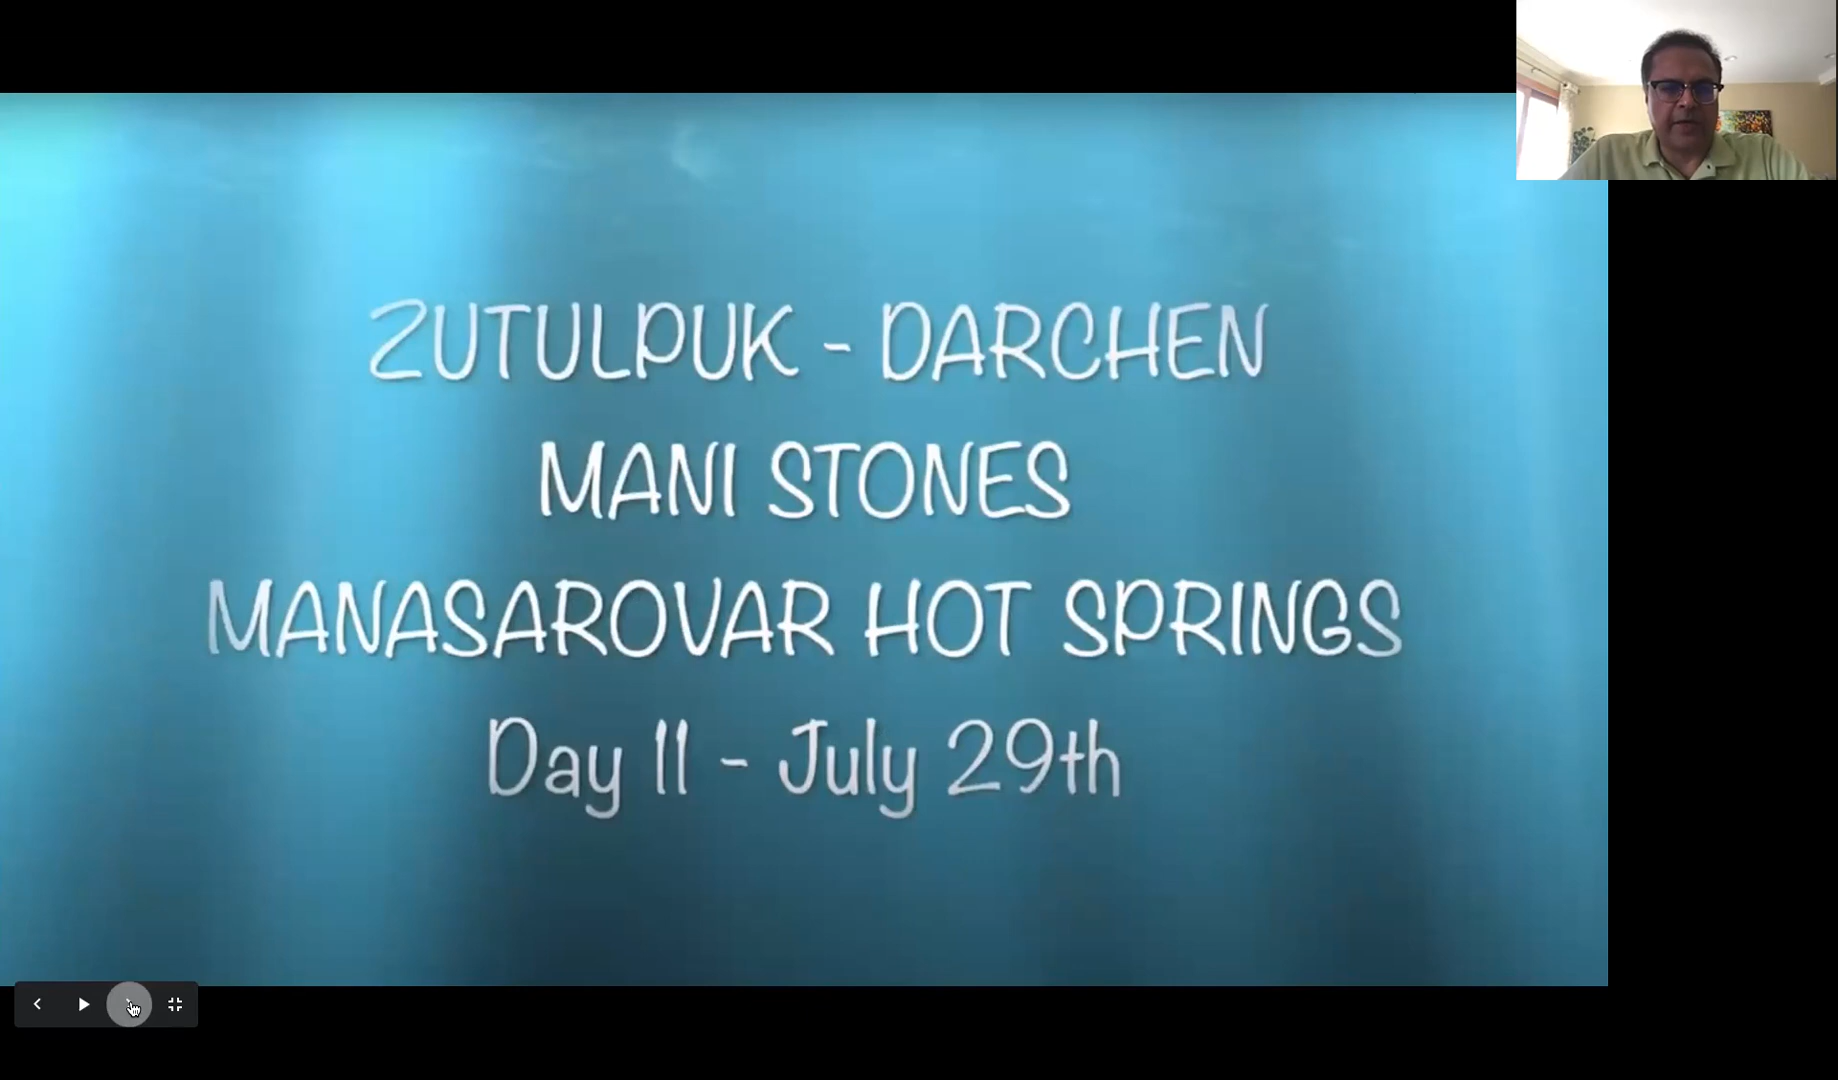 ZUTULPUK - DARCHEN
MANI STONES
MANASAROVAR HOT SPRINGS
Day 11 - July 29th